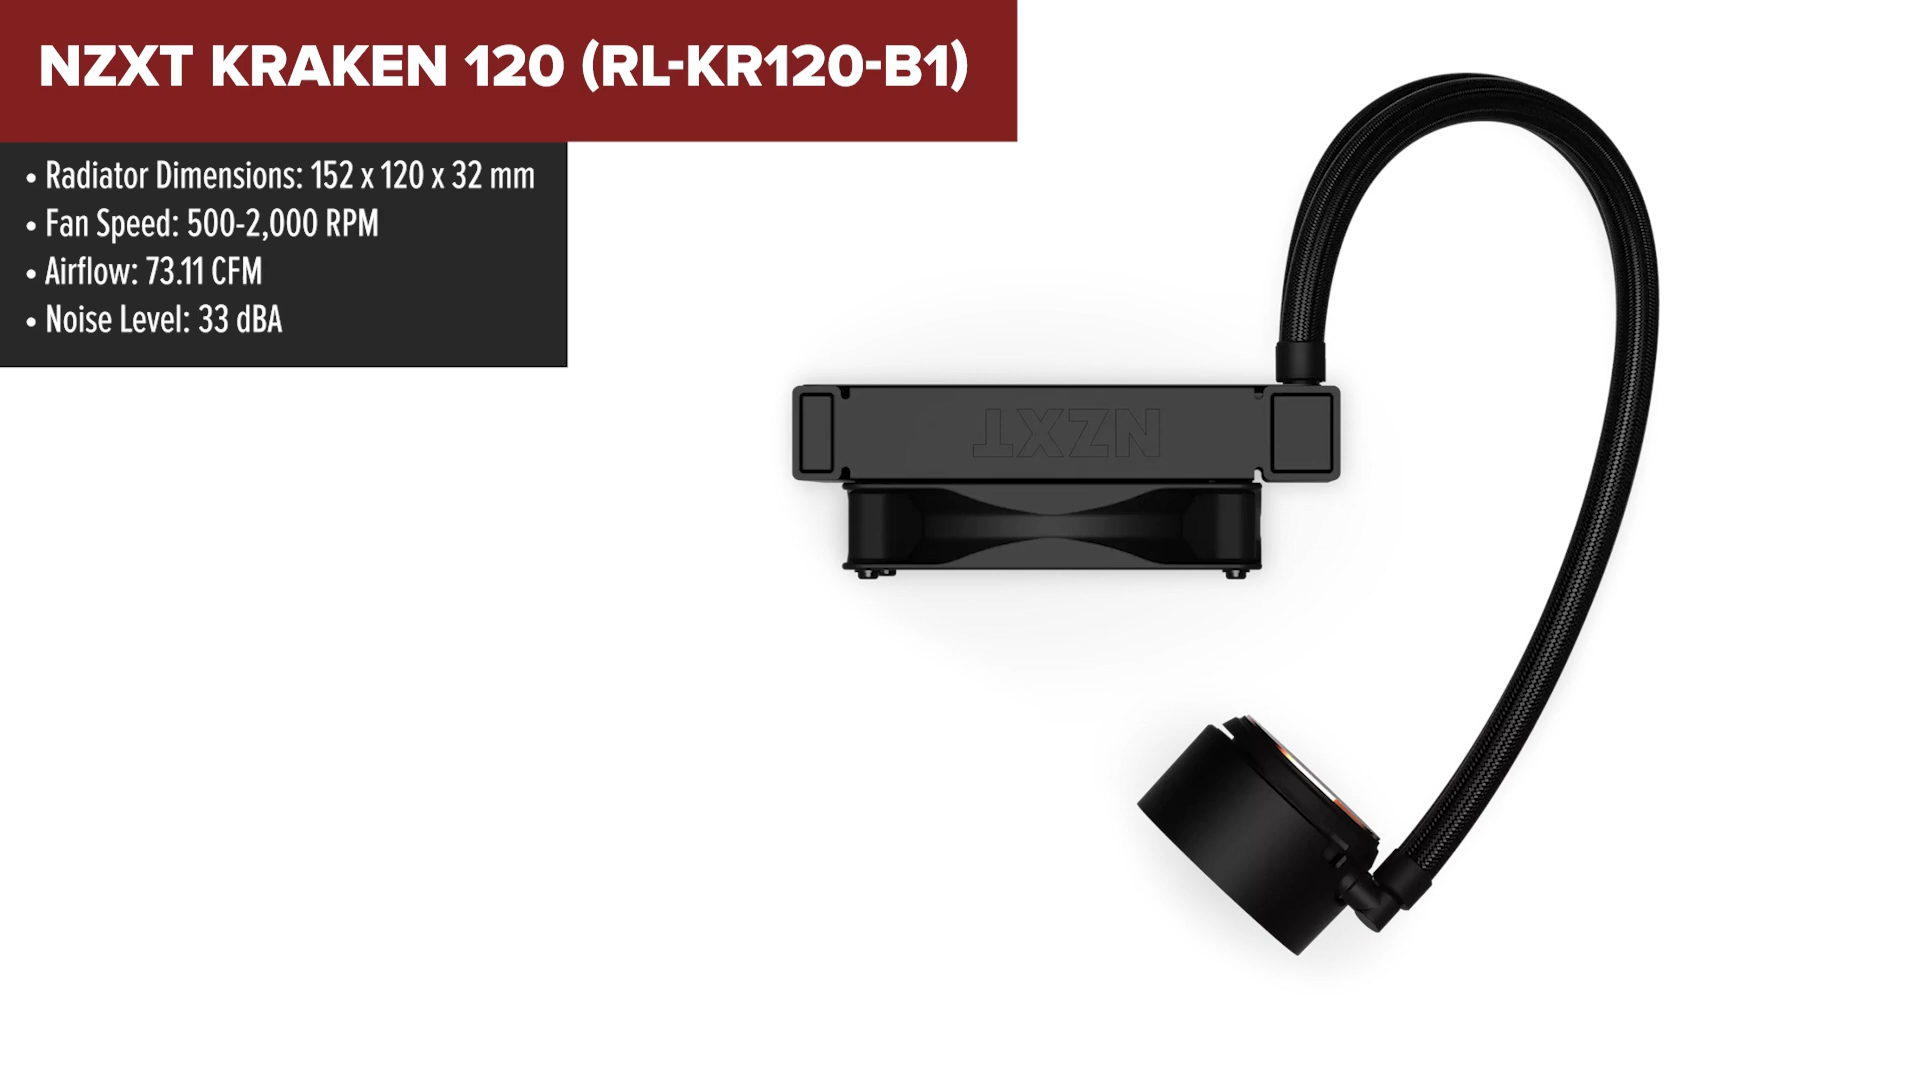 NZXT KRAKEN 120 (RL-KR120-B1)
• Radiator Dimensions: 152 x 120 x 32 mm
• Fan Speed: 500-2,000 RPM
• Airflow: 73.11 CFM
• Noise Level: 33 dBA
NZXT